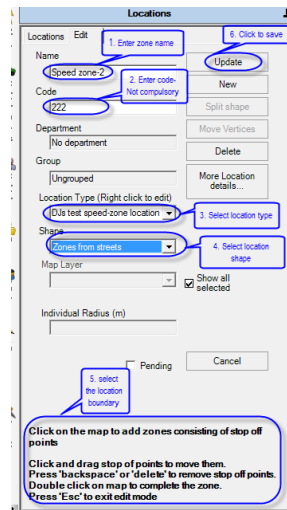 Locations
Locations Edit
1. Enter zone name
6. Click to save
Name
Speed zone-2
Update
2. Enter code-
Not compulsory
Code
222
New
Split shape
Department
No department
Move Vertices
Delete
Group
Ungrouped
More Location
details...
Location Type (Right click to edit)
DJs test speed-zone location
3. Select location type
Shape
Zones from streets
4. Select location
shape
Map Layer
Show all
selected
Individual Radius (m)
Pending
Cancel
5. select
the location
boundary
Click on the map to add zones consisting of stop off
points
Click and drag stop of points to move them.
Press 'backspace' or 'delete' to remove stop off points.
Double click on map to complete the zone.
Press 'Esc' to exit edit mode